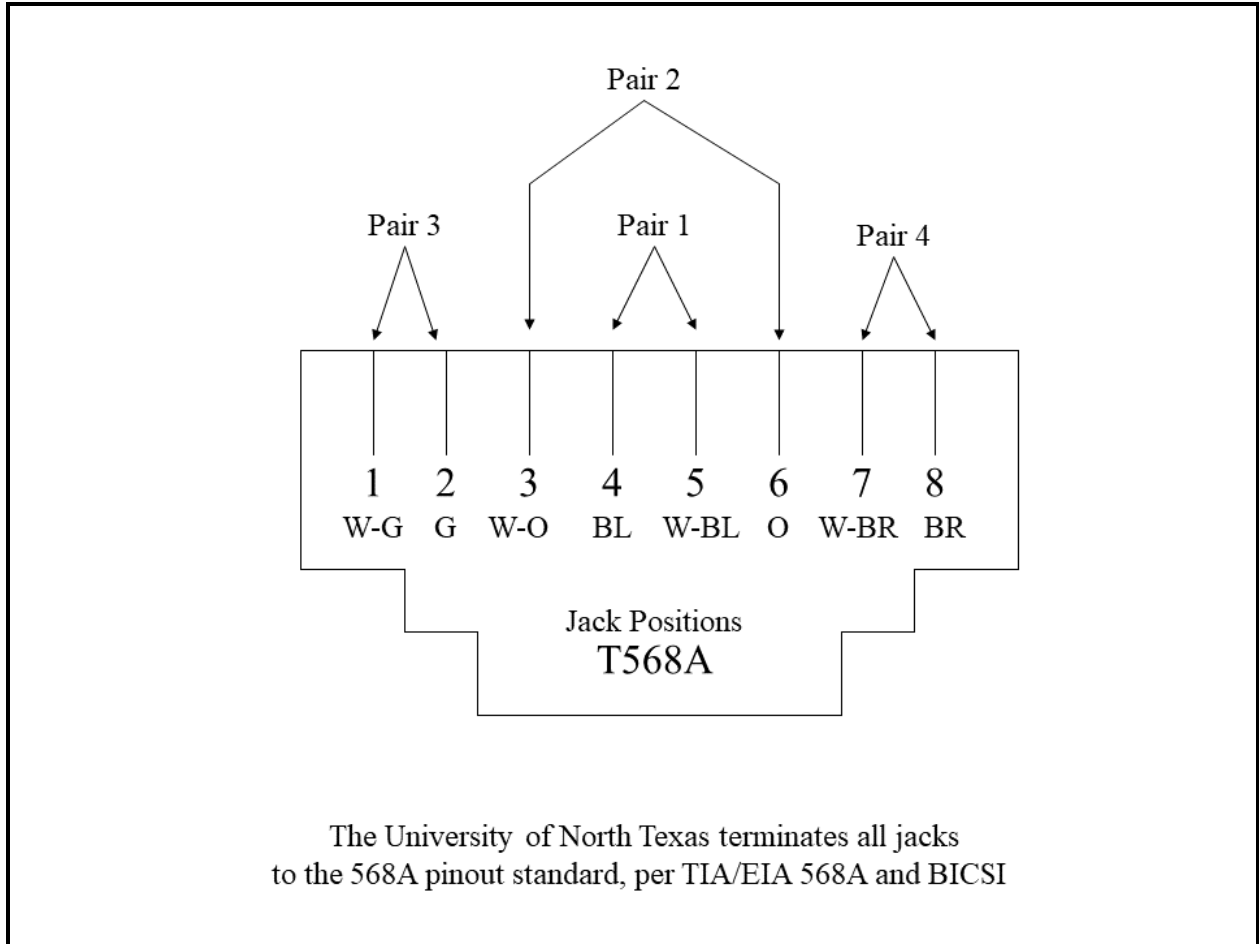 Pair 2
Pair 3
Pair 1
Pair 4
1 2 3 4 5 6 7 8
W-G G W-O BL W-BL O W-BR BR
Jack Positions
T568A
The University of North Texas terminates all jacks
to the 568A pinout standard, per TIA/EIA 568A and BICSI